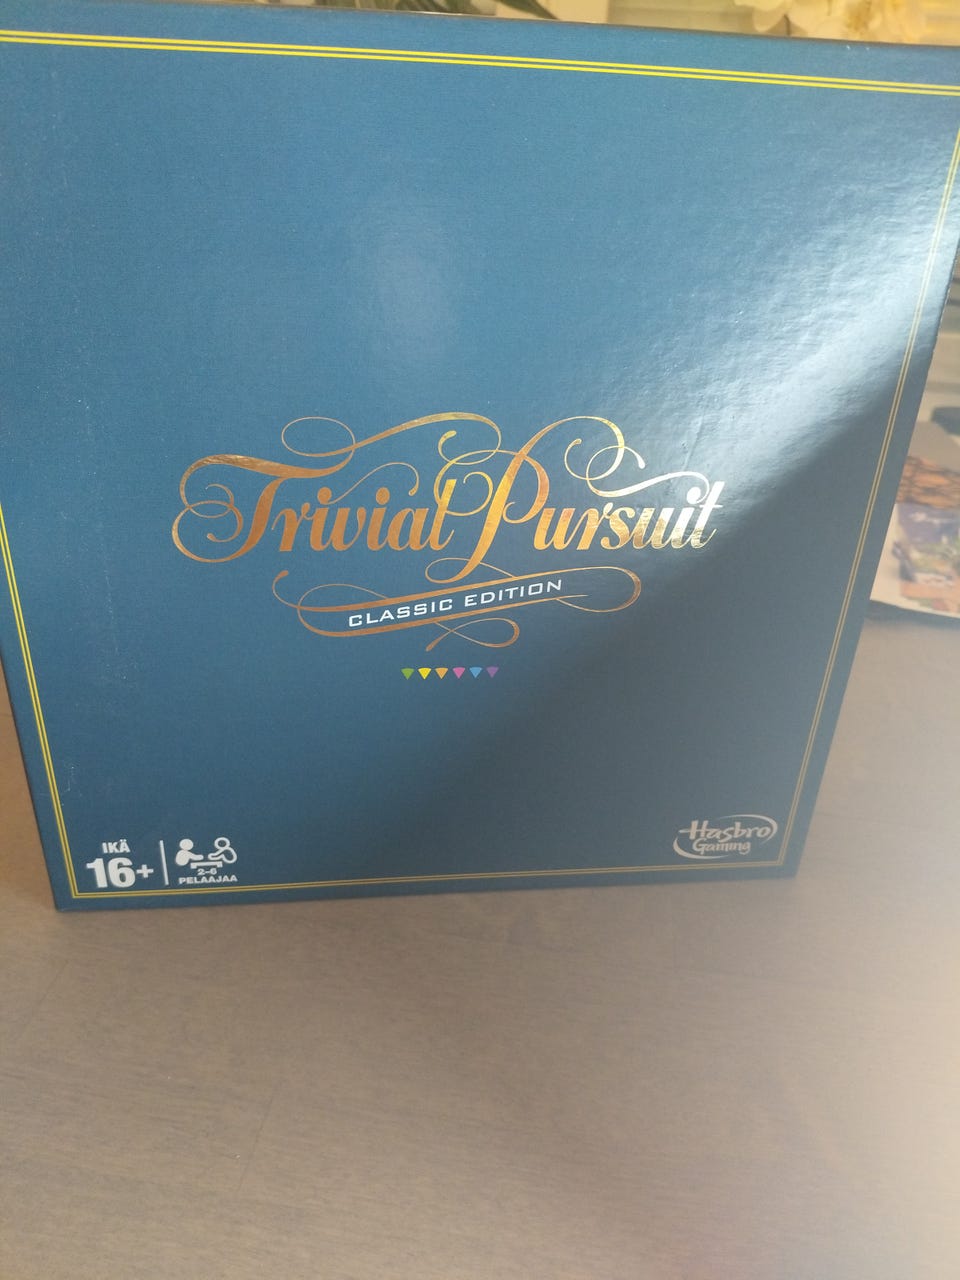 Trivial Pursuit
CLASSIC EDITION
IKÄ
16+
2-6
PELAAJAA
Hasbro
Gaming